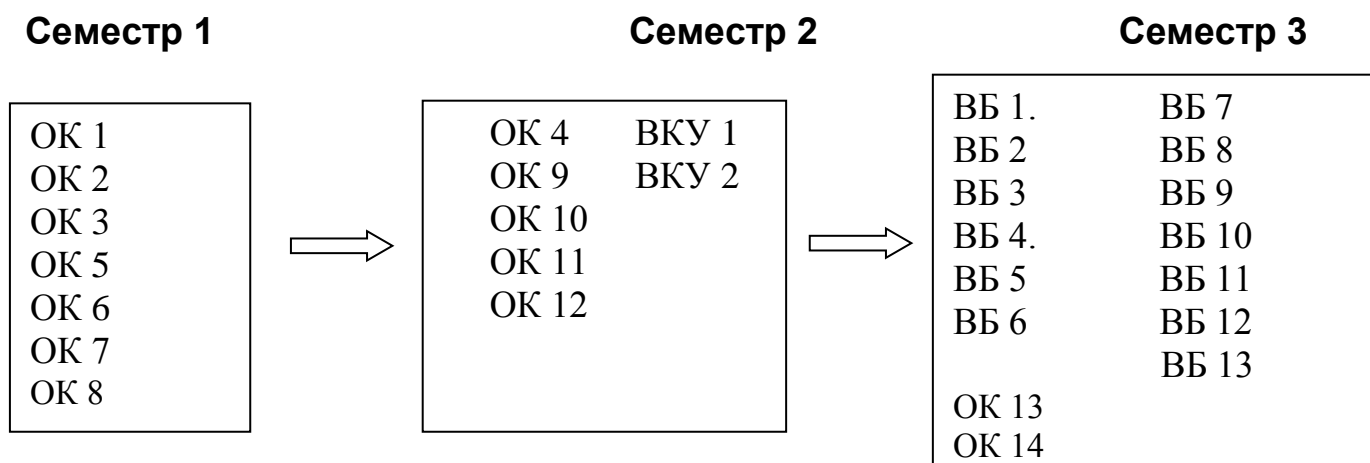 Семестр 1
Семестр 2
Семестр 3
ОК 1
ОК 2
ОК 3
ОК 5
ОК 6
ОК 7
ОК 8
ОК 4 ВКУ 1
ОК 9 ВКУ 2
ОК 10
ОК 11
ОК 12
ВБ 1. ВБ 7
ВБ 2 ВБ 8
ВБ 3 ВБ 9
ВБ 4. ВБ 10
ВБ 5 ВБ 11
ВБ 6 ВБ 12
ВБ 13
ОК 13
ОК 14